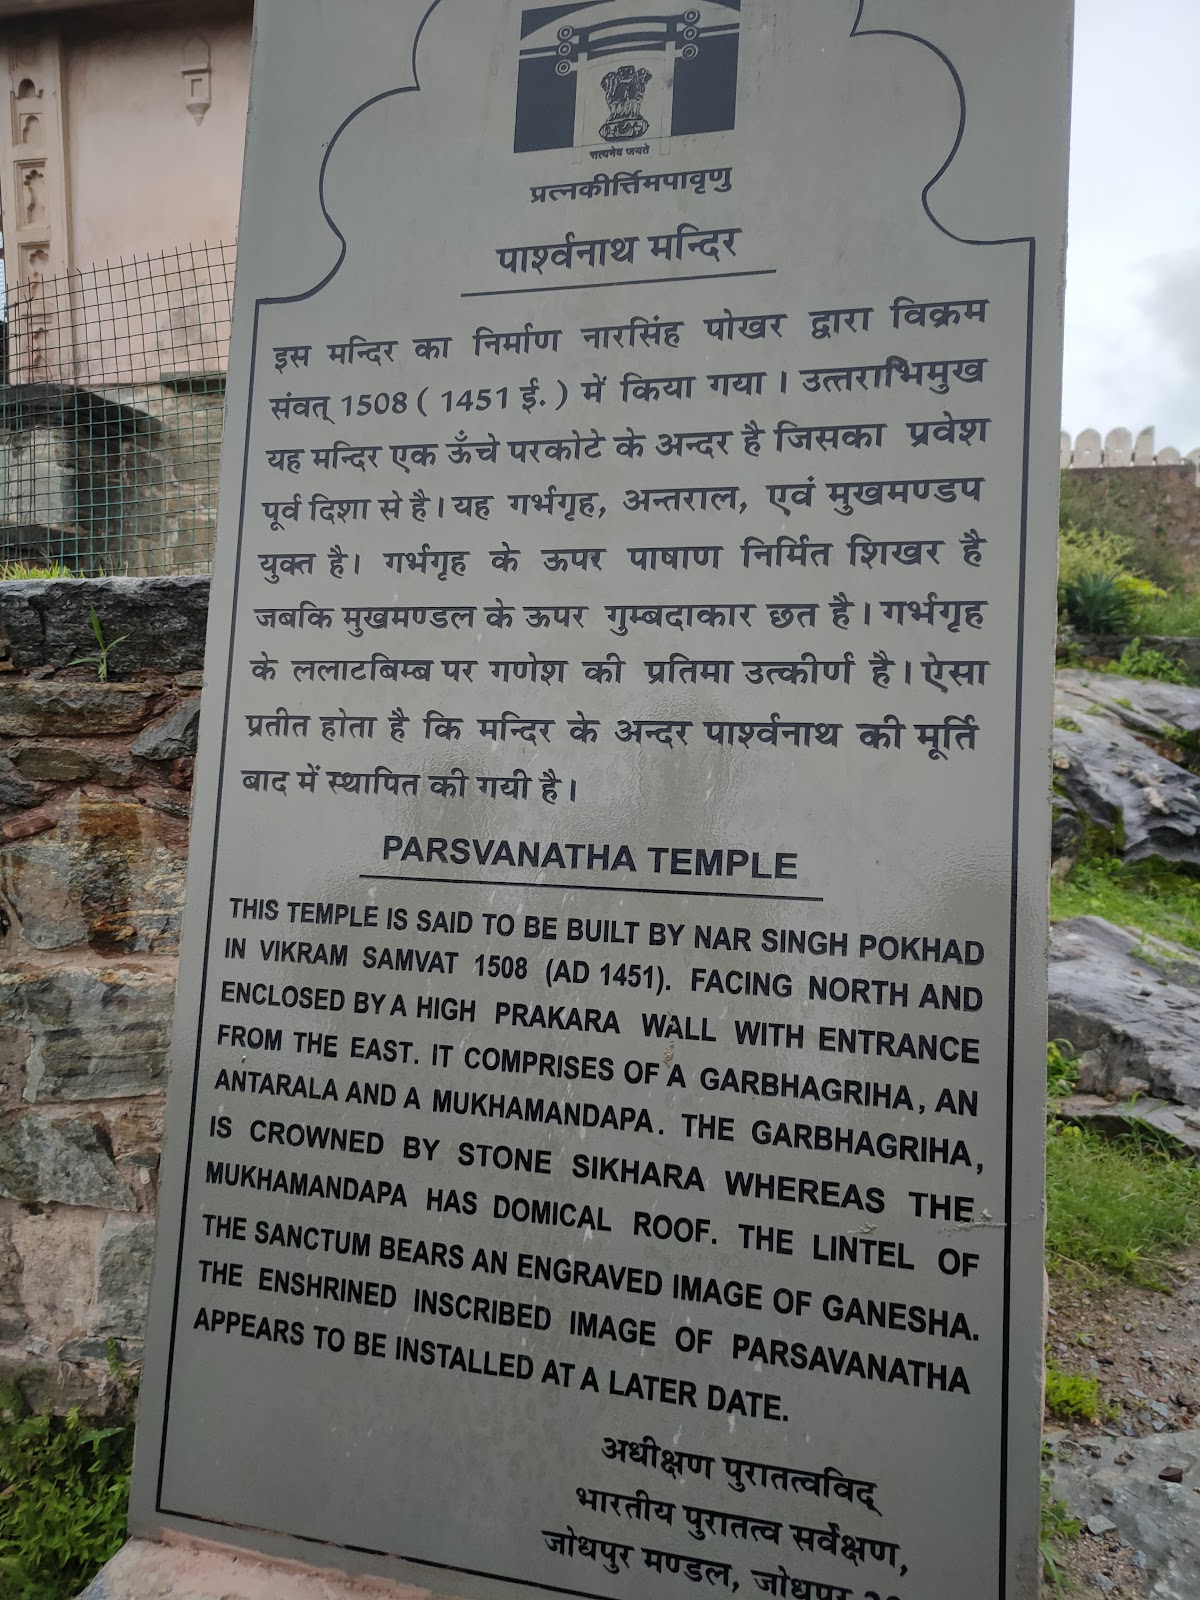 सत्यमेव जयते
प्रत्नकीर्त्तिमपावृणु
पार्श्वनाथ मन्दिर
इस मन्दिर का निर्माण नारसिंह पोखर द्वारा विक्रम
संवत् 1508 ( 1451 ई. ) में किया गया । उत्तराभिमुख
यह मन्दिर एक ऊँचे परकोटे के अन्दर है जिसका प्रवेश
पूर्व दिशा से है। यह गर्भगृह, अन्तराल, एवं मुखमण्डप
युक्त है। गर्भगृह के ऊपर पाषाण निर्मित शिखर है
जबकि मुखमण्डल के ऊपर गुम्बदाकार छत है। गर्भगृह
के ललाटबिम्ब पर गणेश की प्रतिमा उत्कीर्ण है। ऐसा
प्रतीत होता है कि मन्दिर के अन्दर पार्श्वनाथ की मूर्ति
बाद में स्थापित की गयी है।
PARSVANATHA TEMPLE
THIS TEMPLE IS SAID TO BE BUILT BY NAR SINGH POKHAD
IN VIKRAM SAMVAT 1508 (AD 1451). FACING NORTH AND
ENCLOSED BY A HIGH PRAKARA WALL WITH ENTRANCE
FROM THE EAST. IT COMPRISES OF A GARBHAGRIHA, AN
ANTARALA AND A MUKHAMANDAPA. THE GARBHAGRIHA,
IS CROWNED BY STONE SIKHARA WHEREAS THE
MUKHAMANDAPA HAS DOMICAL ROOF. THE LINTEL OF
THE SANCTUM BEARS AN ENGRAVED IMAGE OF GANESHA.
THE ENSHRINED INSCRIBED IMAGE OF PARSAVANATHA
APPEARS TO BE INSTALLED AT A LATER DATE.
अधीक्षण पुरातत्वविद्
भारतीय पुरातत्व सर्वेक्षण,
जोधपुर मण्डल, जोधपुर